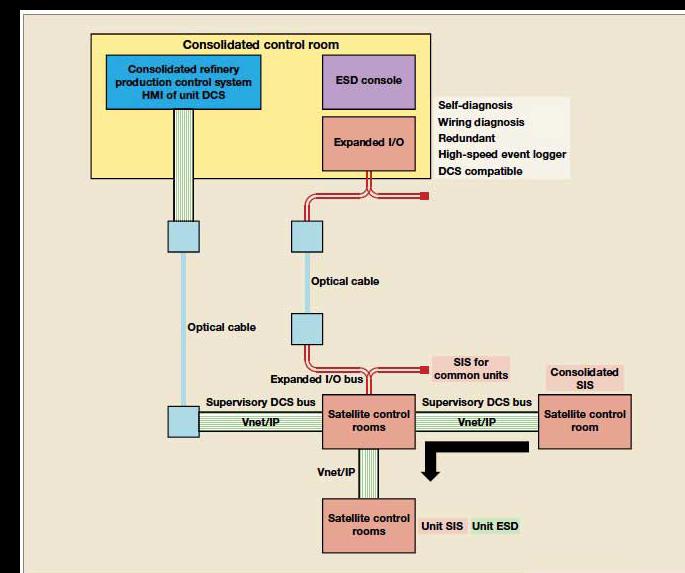 Consolidated control room
Consolidated refinery
production control system
HMI of unit DCS
ESD console
Expanded I/O
Self-diagnosis
Wiring diagnosis
Redundant
High-speed event logger
DCS compatible
Optical cable
Optical cable
SIS for
common units
Expanded I/O bus
Consolidated
SIS
Supervisory DCS bus
Vnet/IP
Satellite control
rooms
Supervisory DCS bus
Vnet/IP
Satellite control
room
Vnet/IP
Satellite control
rooms
Unit SIS
Unit ESD